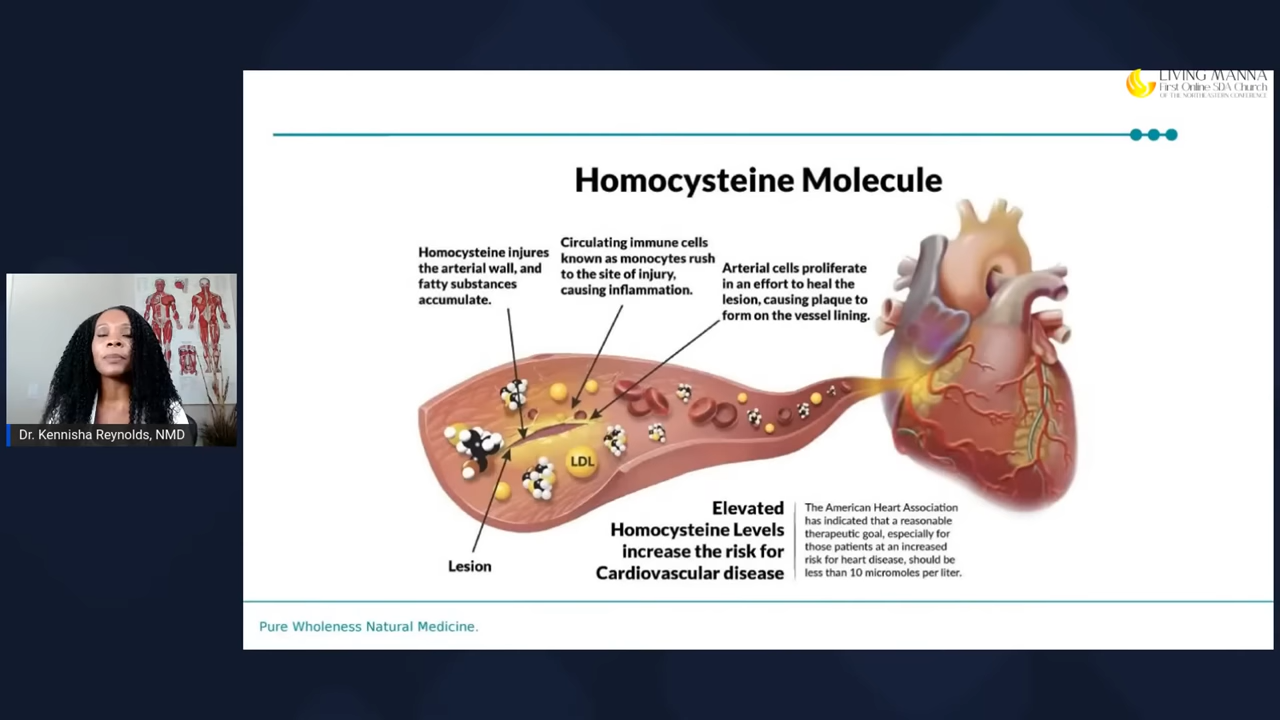 LIVING MANNA
First Online SDA Church
OF THE NORTHEASTERN CONFERENCE
Homocysteine Molecule
Homocysteine injures
the arterial wall, and
fatty substances
accumulate.
Circulating immune cells
known as monocytes rush
to the site of injury,
causing inflammation.
Arterial cells proliferate
in an effort to heal the
lesion, causing plaque to
form on the vessel lining.
LDL
Lesion
Elevated
Homocysteine Levels
increase the risk for
Cardiovascular disease
The American Heart Association
has indicated that a reasonable
therapeutic goal, especially for
those patients at an increased
risk for heart disease, should be
less than 10 micromoles per liter.
Dr. Kennisha Reynolds, NMD
Pure Wholeness Natural Medicine.